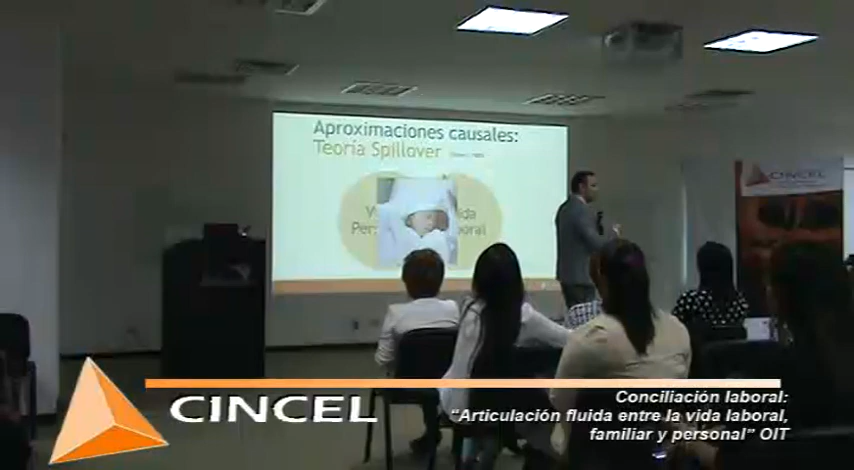 Aproximaciones causales:
Teoría Spillover
CINCEL
CINCEL
Conciliación laboral:
“Articulación fluida entre la vida laboral,
familiar y personal” OIT